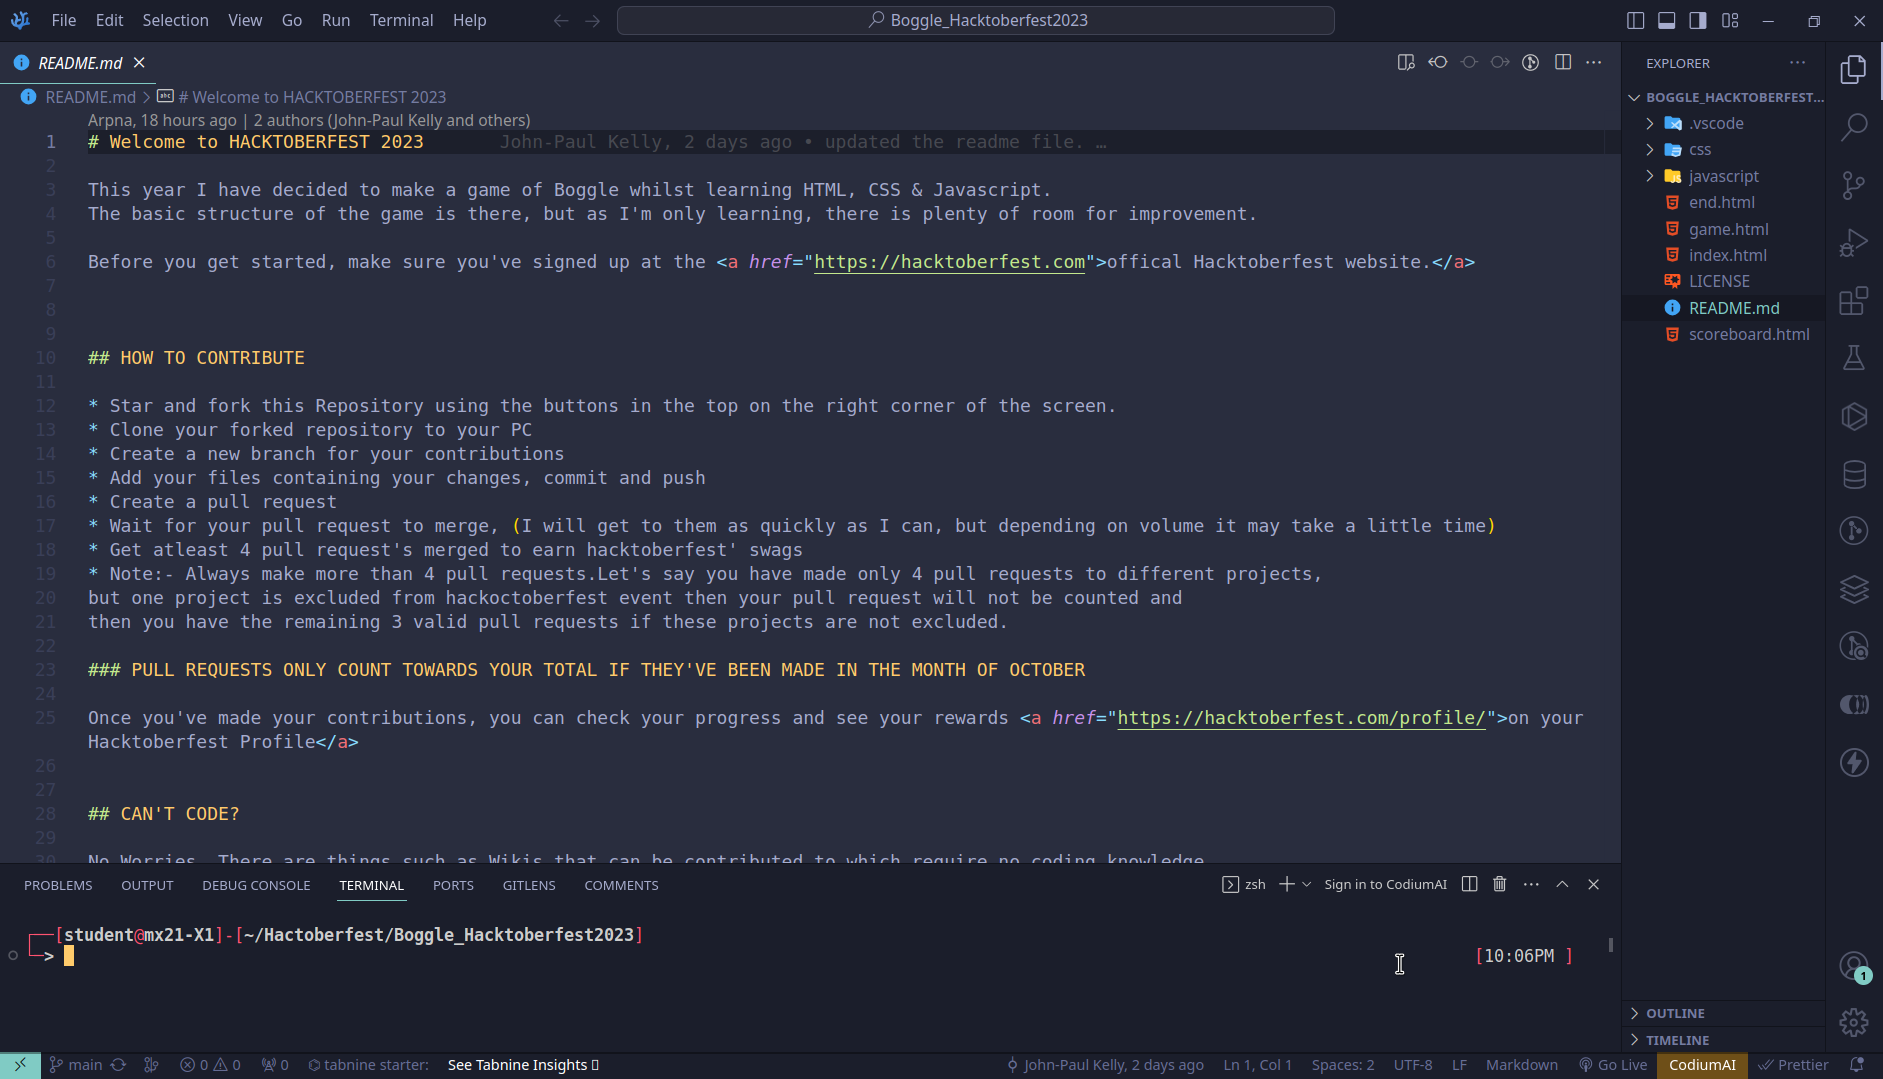 File Edit Selection View Go Run Terminal Help
Boggle_Hacktoberfest2023
README.md
README.md > # Welcome to HACKTOBERFEST 2023
Arpna, 18 hours ago | 2 authors (John-Paul Kelly and others)
1 # Welcome to HACKTOBERFEST 2023 John-Paul Kelly, 2 days ago • updated the readme file. …
2
3 This year I have decided to make a game of Boggle whilst learning HTML, CSS & Javascript.
4 The basic structure of the game is there, but as I'm only learning, there is plenty of room for improvement.
5
6 Before you get started, make sure you've signed up at the <a href="https://hacktoberfest.com">offical Hacktoberfest website.</a>
7
8
9
10 ## HOW TO CONTRIBUTE
11
12 * Star and fork this Repository using the buttons in the top on the right corner of the screen.
13 * Clone your forked repository to your PC
14 * Create a new branch for your contributions
15 * Add your files containing your changes, commit and push
16 * Create a pull request
17 * Wait for your pull request to merge, (I will get to them as quickly as I can, but depending on volume it may take a little time)
18 * Get atleast 4 pull request's merged to earn hacktoberfest' swags
19 * Note:- Always make more than 4 pull requests.Let's say you have made only 4 pull requests to different projects,
20 but one project is excluded from hackoctoberfest event then your pull request will not be counted and
21 then you have the remaining 3 valid pull requests if these projects are not excluded.
22
23 ### PULL REQUESTS ONLY COUNT TOWARDS YOUR TOTAL IF THEY'VE BEEN MADE IN THE MONTH OF OCTOBER
24
25 Once you've made your contributions, you can check your progress and see your rewards <a href="https://hacktoberfest.com/profile/">on your
Hacktoberfest Profile</a>
26
27
28 ## CAN'T CODE?
29
30 No Worries. There are things such as Wikis that can be contributed to which require no coding knowledge
EXPLORER
BOGGLE_HACKTOBERFEST...
.vscode
css
javascript
end.html
game.html
index.html
LICENSE
README.md
scoreboard.html
OUTLINE
TIMELINE
1
PROBLEMS OUTPUT DEBUG CONSOLE TERMINAL PORTS GITLENS COMMENTS
zsh Sign in to CodiumAI
[student@mx21-X1]-[~/Hactoberfest/Boggle_Hacktoberfest2023]
> [10:06PM ]
main 0 0 0 tabnine starter: See Tabnine Insights John-Paul Kelly, 2 days ago Ln 1, Col 1 Spaces: 2 UTF-8 LF Markdown Go Live CodiumAI Prettier